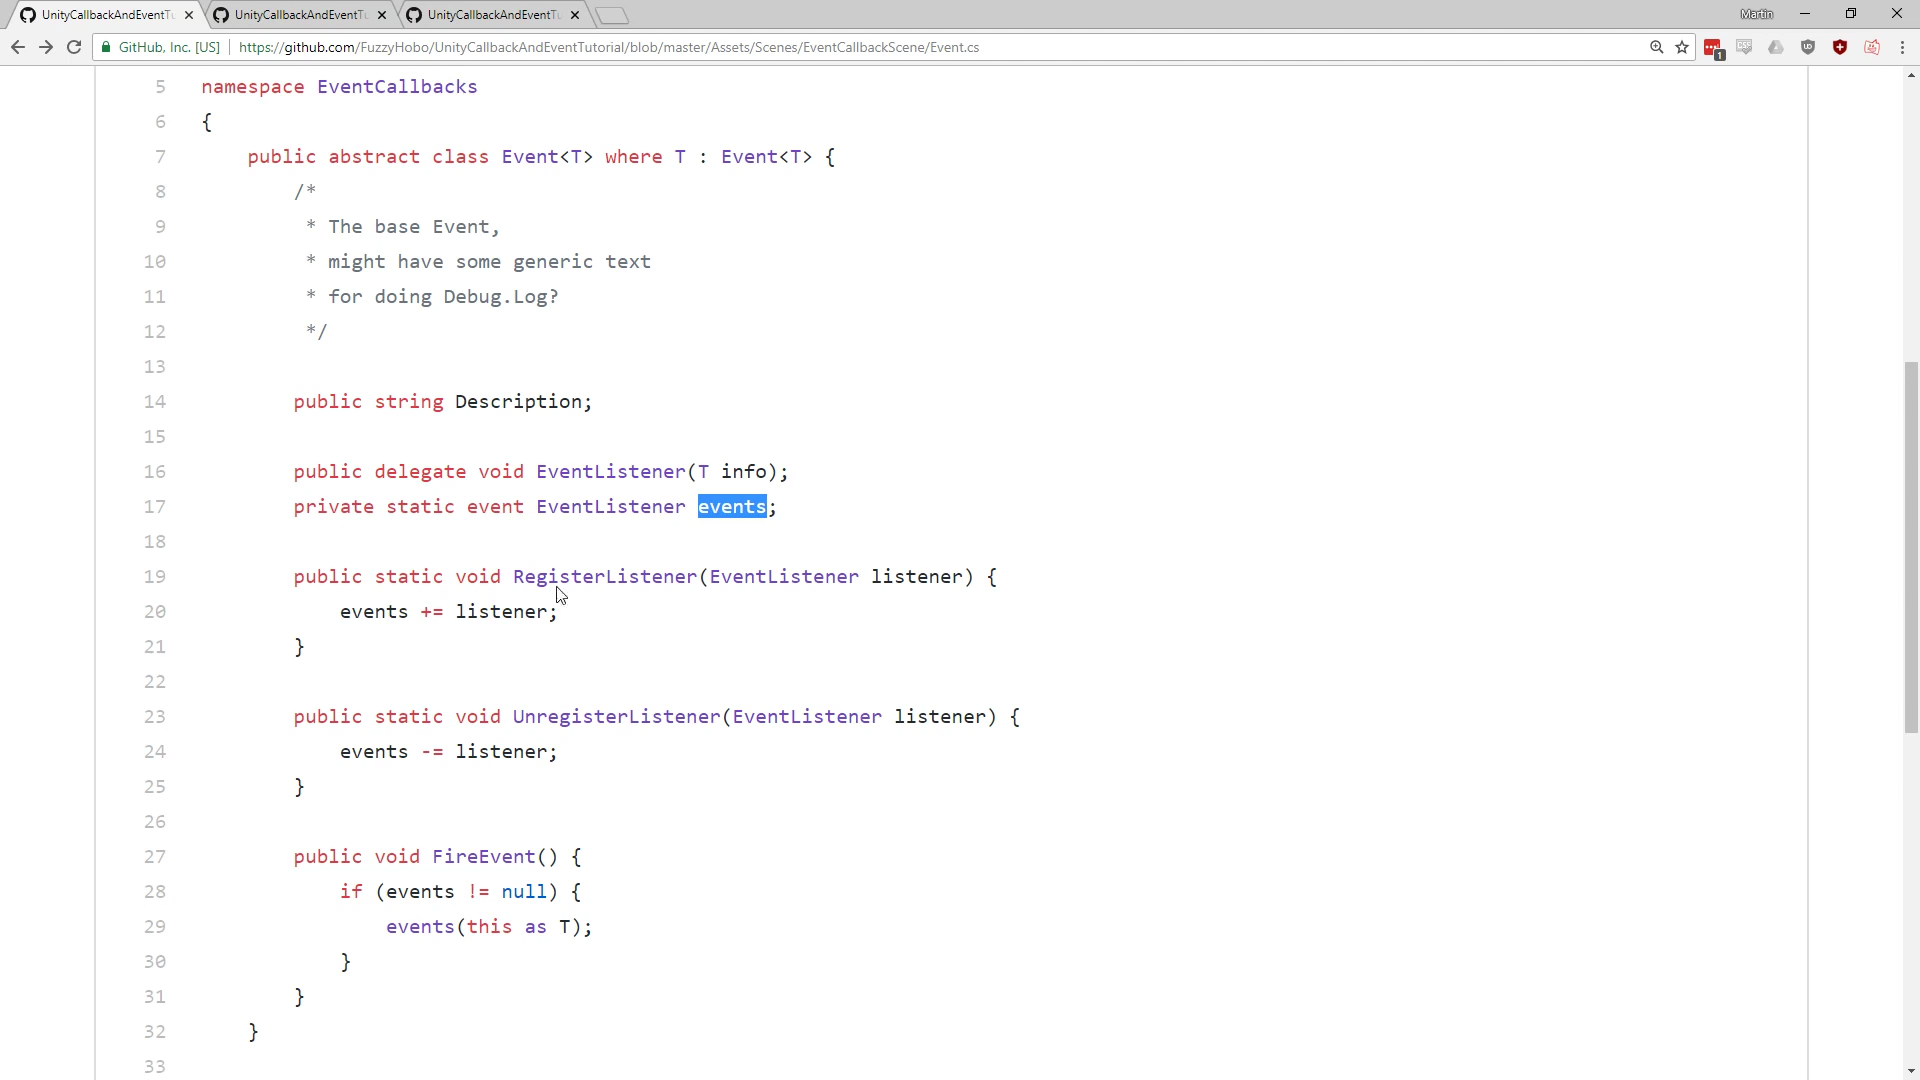 UnityCallbackAndEventTu
UnityCallbackAndEventTu
UnityCallbackAndEventTu
Martin
GitHub, Inc. [US]
https://github.com/FuzzyHobo/UnityCallbackAndEventTutorial/blob/master/Assets/Scenes/EventCallbackScene/Event.cs
1
5 namespace EventCallbacks
6 {
7 public abstract class Event<T> where T : Event<T> {
8 /*
9 * The base Event,
10 * might have some generic text
11 * for doing Debug.Log?
12 */
13
14 public string Description;
15
16 public delegate void EventListener(T info);
17 private static event EventListener events;
18
19 public static void RegisterListener(EventListener listener) {
20 events += listener;
21 }
22
23 public static void UnregisterListener(EventListener listener) {
24 events -= listener;
25 }
26
27 public void FireEvent() {
28 if (events != null) {
29 events(this as T);
30 }
31 }
32 }
33